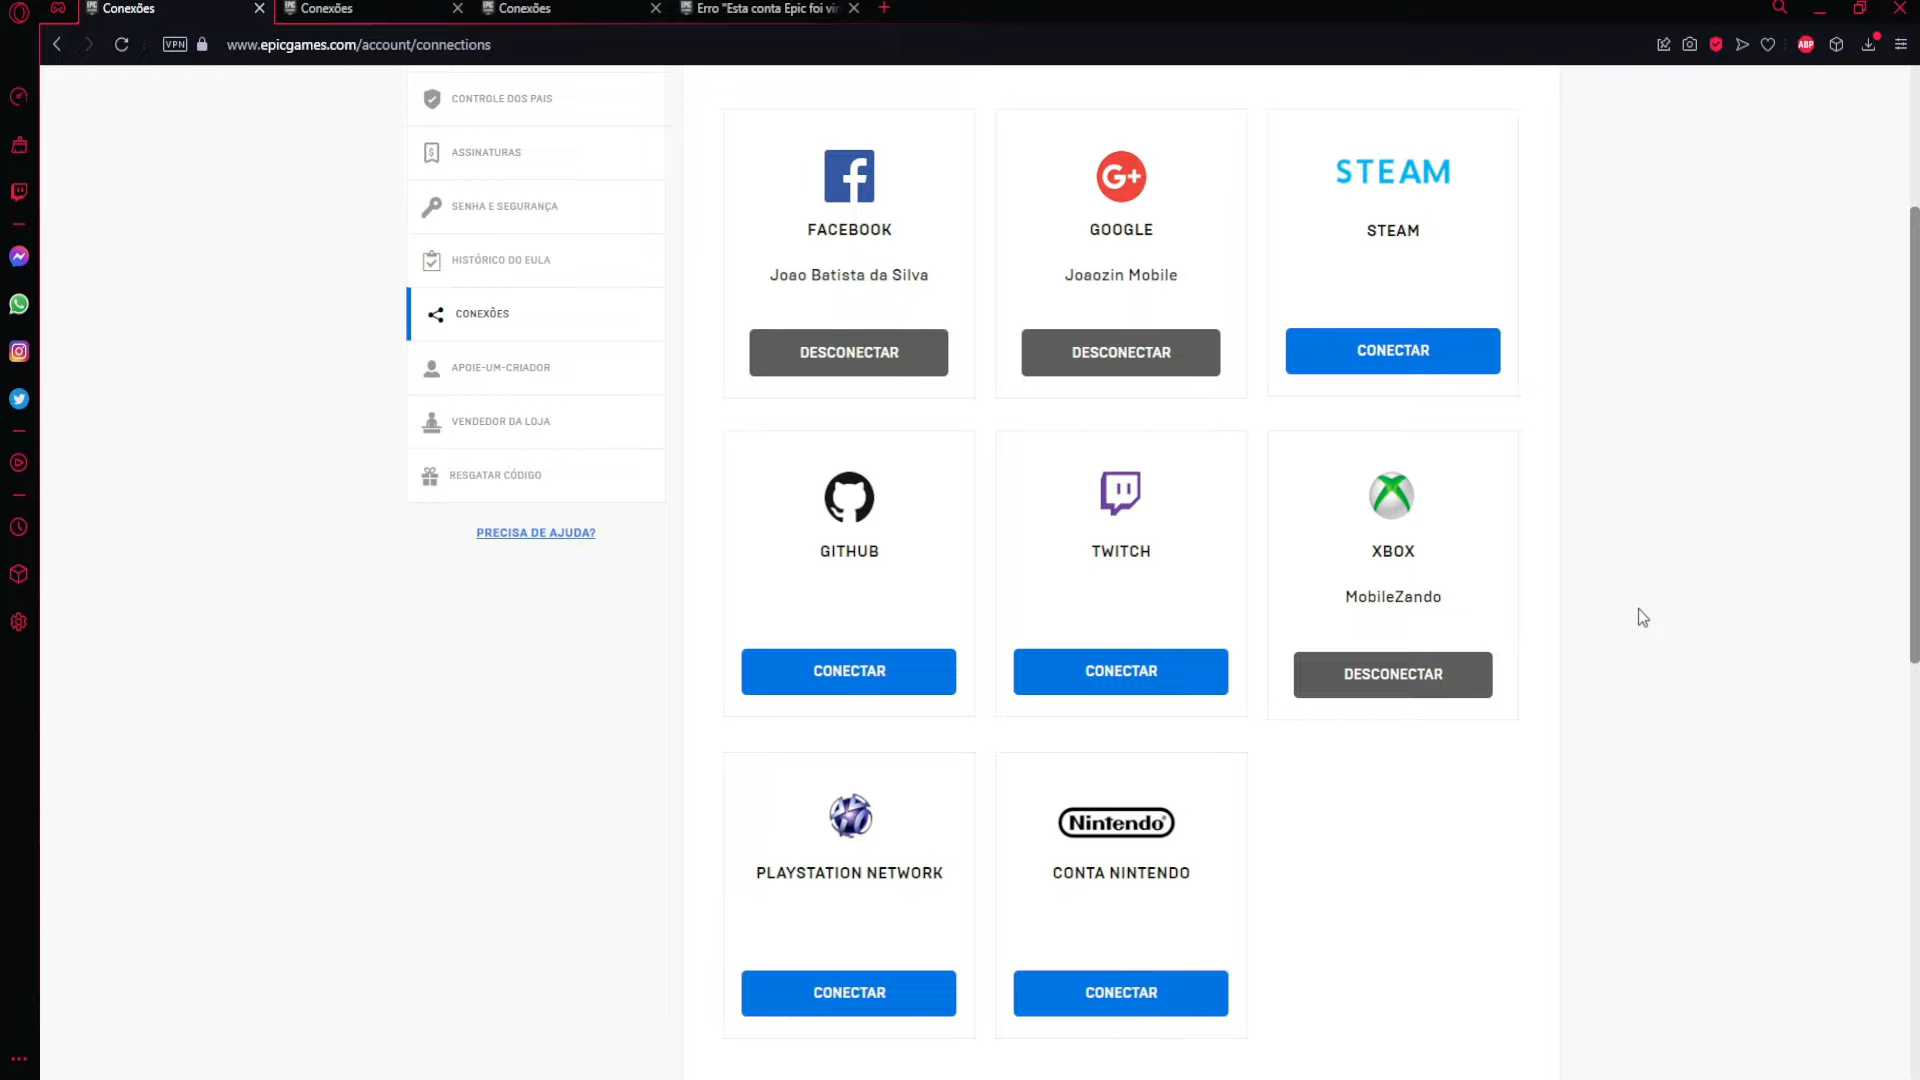 Conexões
Conexões
Conexões
Erro "Esta conta Epic foi vin
VPN
www.epicgames.com/account/connections
ABP
CONTROLE DOS PAIS
ASSINATURAS
SENHA E SEGURANÇA
HISTÓRICO DO EULA
CONEXÕES
APOIE-UM-CRIADOR
VENDEDOR DA LOJA
RESGATAR CÓDIGO
PRECISA DE AJUDA?
FACEBOOK
Joao Batista da Silva
DESCONECTAR
G+
GOOGLE
Joaozin Mobile
DESCONECTAR
STEAM
STEAM
CONECTAR
GITHUB
CONECTAR
TWITCH
CONECTAR
XBOX
MobileZando
DESCONECTAR
PLAYSTATION NETWORK
CONECTAR
Nintendo
CONTA NINTENDO
CONECTAR